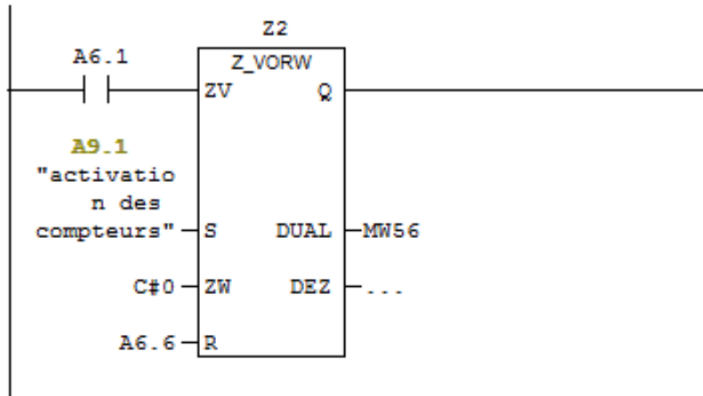 Z2
A6.1
Z_VORW
ZV Q
A9.1
"activatio
n des
compteurs" S DUAL MW56
C#0 ZW DEZ ...
A6.6 R